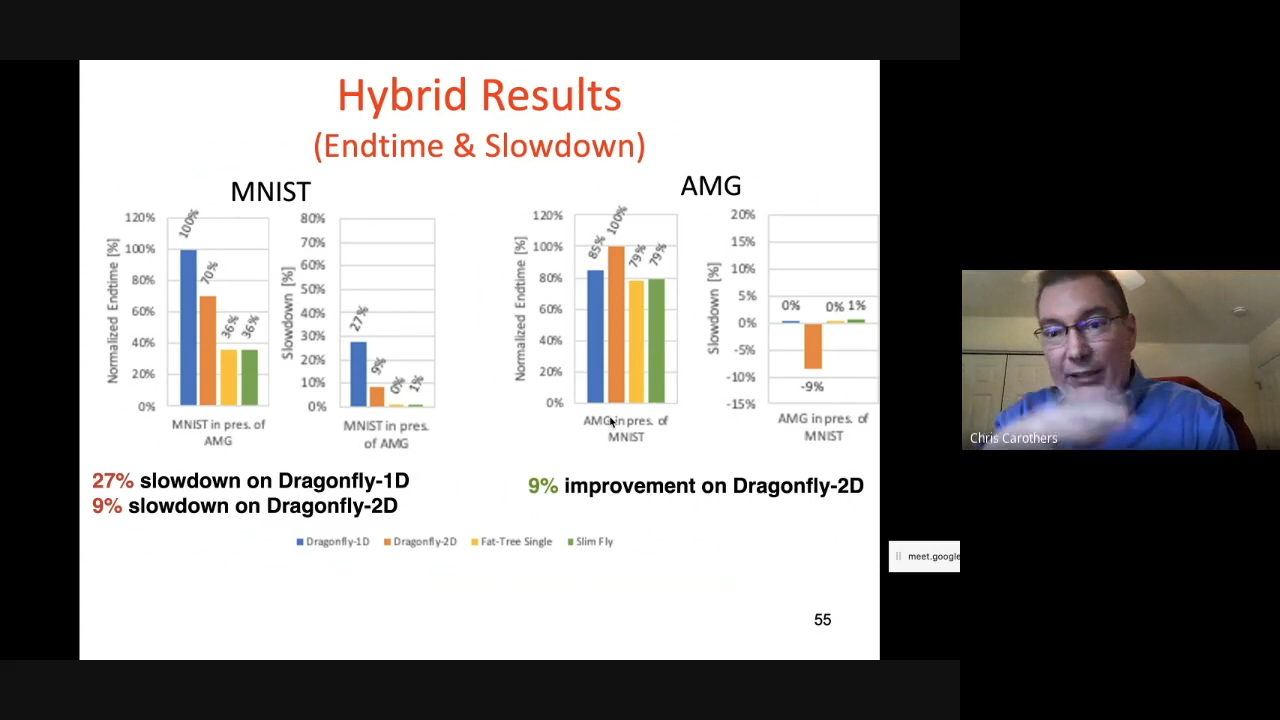 Hybrid Results
(Endtime & Slowdown)
MNIST
Normalized Endtime [%]
120%
100%
80%
60%
40%
20%
0%
100%
70%
36%
36%
MNIST in pres. of
AMG
Slowdown [%]
80%
70%
60%
50%
40%
30%
20%
10%
0%
27%
9%
0%
1%
MNIST in pres.
of AMG
AMG
Normalized Endtime [%]
120%
100%
80%
60%
40%
20%
0%
85%
100%
79%
79%
AMG in pres. of
MNIST
Slowdown [%]
20%
15%
10%
5%
0%
-5%
-10%
-15%
0%
-9%
0%
1%
AMG in pres. of
MNIST
27% slowdown on Dragonfly-1D
9% slowdown on Dragonfly-2D
9% improvement on Dragonfly-2D
Dragonfly-1D Dragonfly-2D Fat-Tree Single Slim Fly
55
meet.google
Chris Carothers